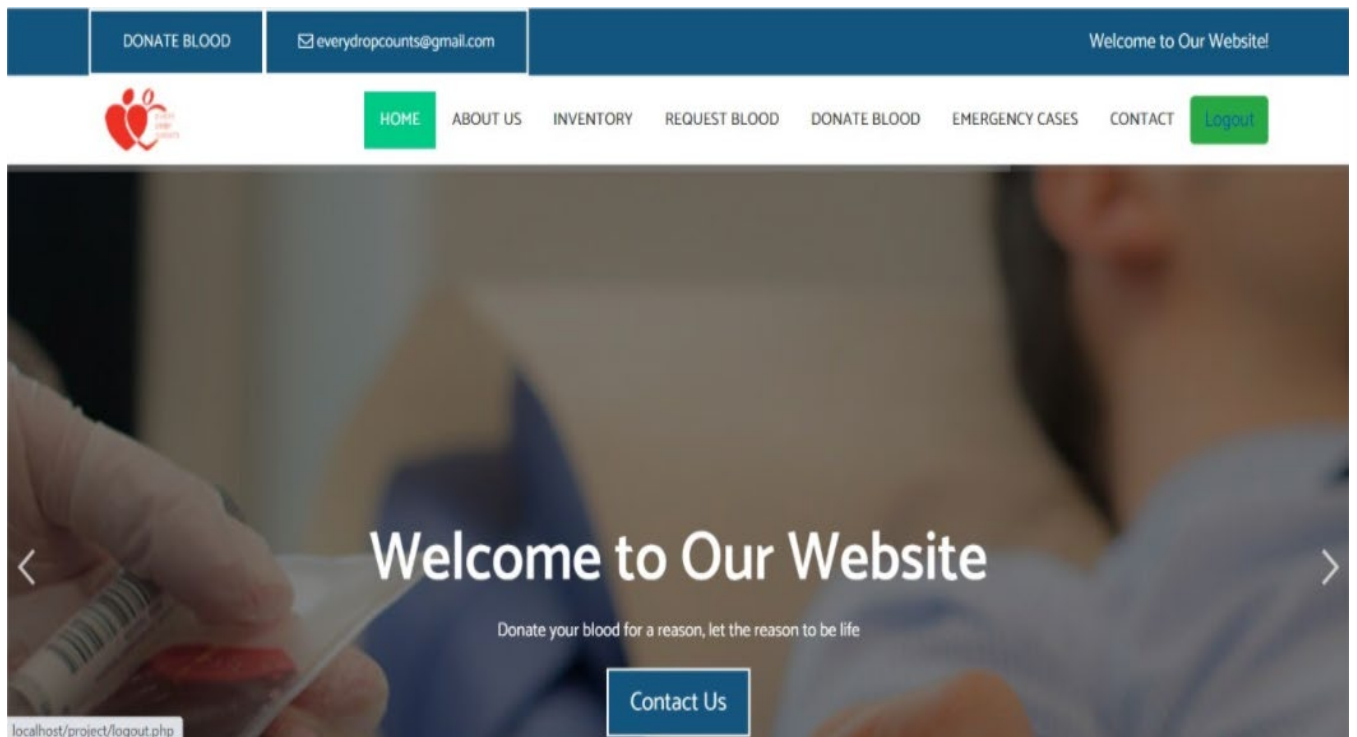 DONATE BLOOD
everydropcounts@gmail.com
Welcome to Our Website!
HOME
ABOUT US
INVENTORY
REQUEST BLOOD
DONATE BLOOD
EMERGENCY CASES
CONTACT
Logout
Welcome to Our Website
Donate your blood for a reason, let the reason to be life
Contact Us
localhost/project/logout.php